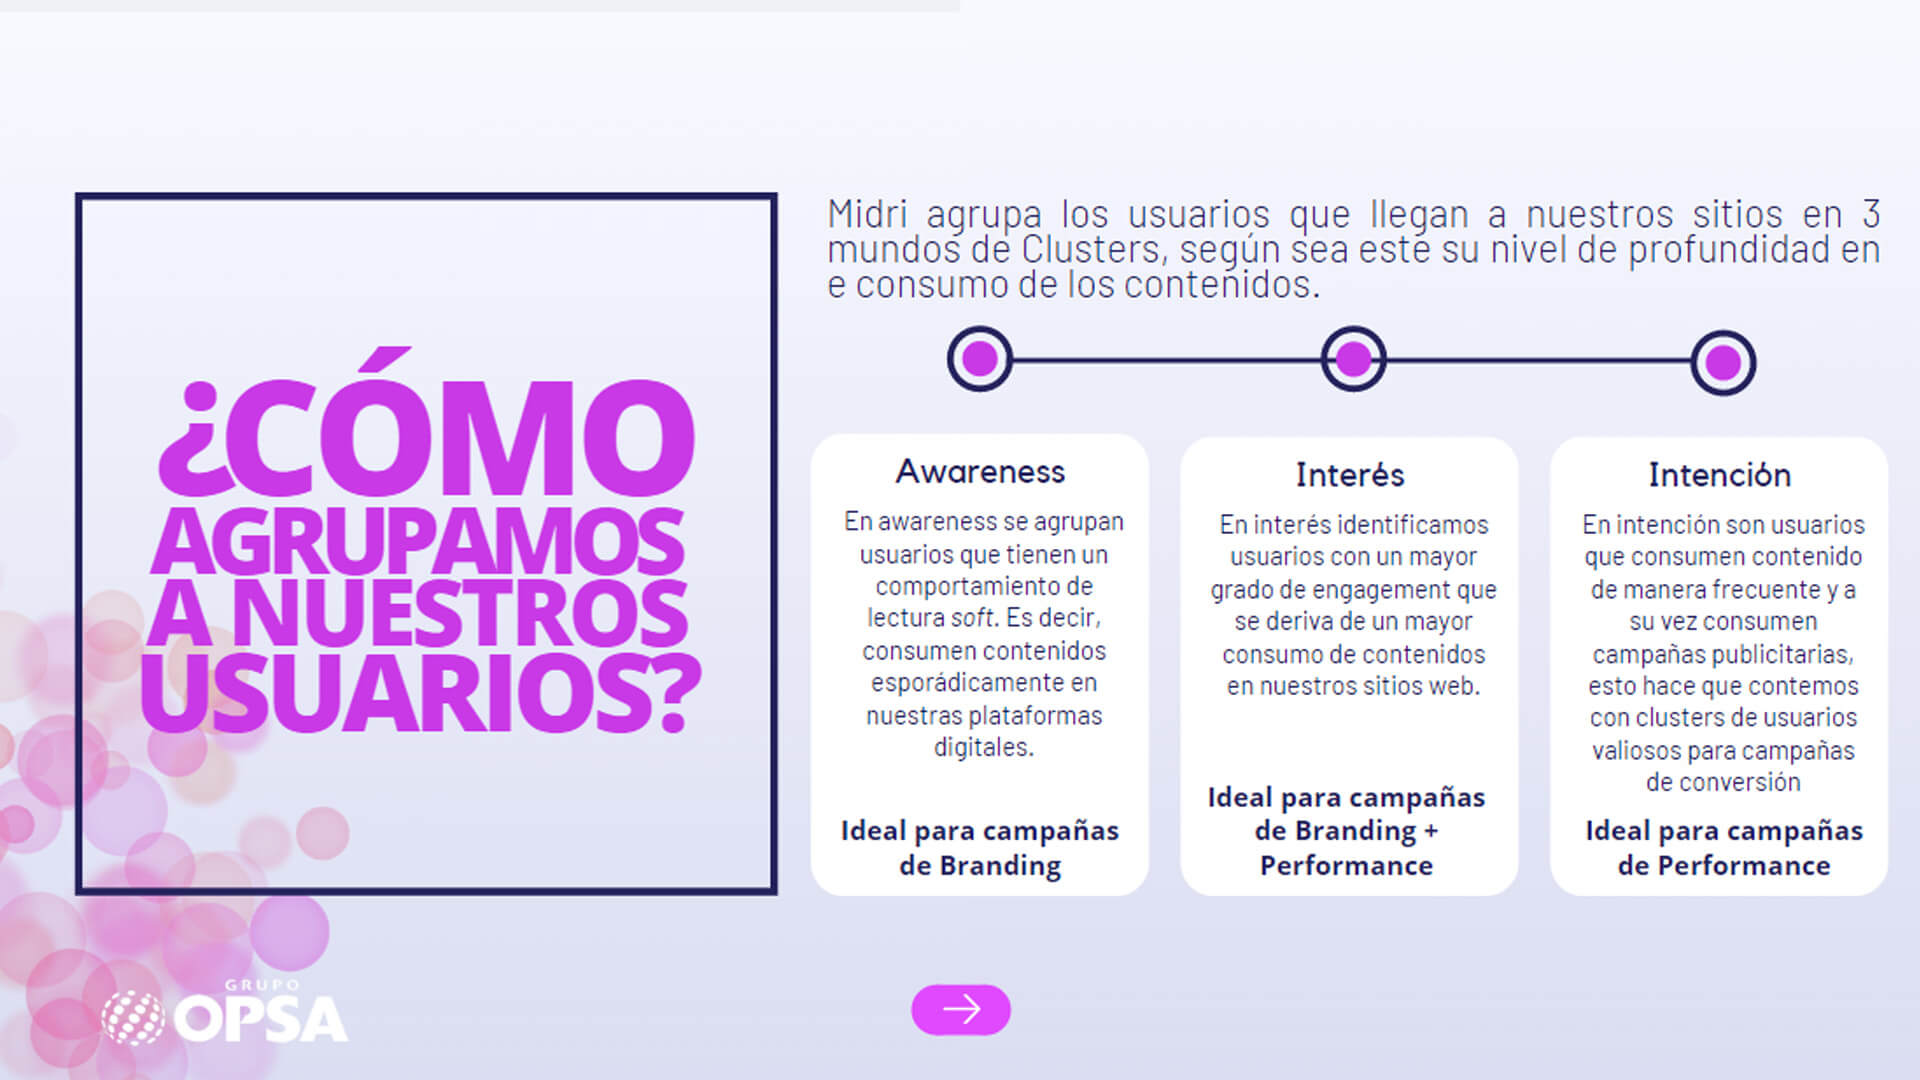 ¿CÓMO
AGRUPAMOS
A NUESTROS
USUARIOS?
Midri agrupa los usuarios que llegan a nuestros sitios en 3
mundos de Clusters, según sea este su nivel de profundidad en
e consumo de los contenidos.
Awareness
En awareness se agrupan
usuarios que tienen un
comportamiento de
lectura soft. Es decir,
consumen contenidos
esporádicamente en
nuestras plataformas
digitales.
Ideal para campañas
de Branding
Interés
En interés identificamos
usuarios con un mayor
grado de engagement que
se deriva de un mayor
consumo de contenidos
en nuestros sitios web.
Ideal para campañas
de Branding +
Performance
Intención
En intención son usuarios
que consumen contenido
de manera frecuente y a
su vez consumen
campañas publicitarias,
esto hace que contemos
con clusters de usuarios
valiosos para campañas
de conversión
Ideal para campañas
de Performance
GRUPO
OPSA